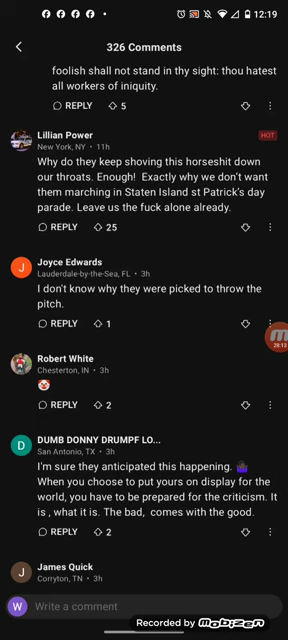 12:19
326 Comments
foolish shall not stand in thy sight: thou hatest
all workers of iniquity.
REPLY 5
Lillian Power
HOT
New York, NY • 11h
Why do they keep shoving this horseshit down
our throats. Enough! Exactly why we don't want
them marching in Staten Island st Patrick's day
parade. Leave us the fuck alone already.
REPLY 25
J
Joyce Edwards
Lauderdale-by-the-Sea, FL • 3h
I don't know why they were picked to throw the
pitch.
REPLY 1
28:13
Robert White
Chesterton, IN • 3h
🤡
REPLY 2
D
DUMB DONNY DRUMPF LO...
San Antonio, TX • 3h
I'm sure they anticipated this happening.
When you choose to put yours on display for the
world, you have to be prepared for the criticism. It
is , what it is. The bad, comes with the good.
REPLY 2
J
James Quick
Corryton, TN • 3h
W
Write a comment
Recorded by mobizen